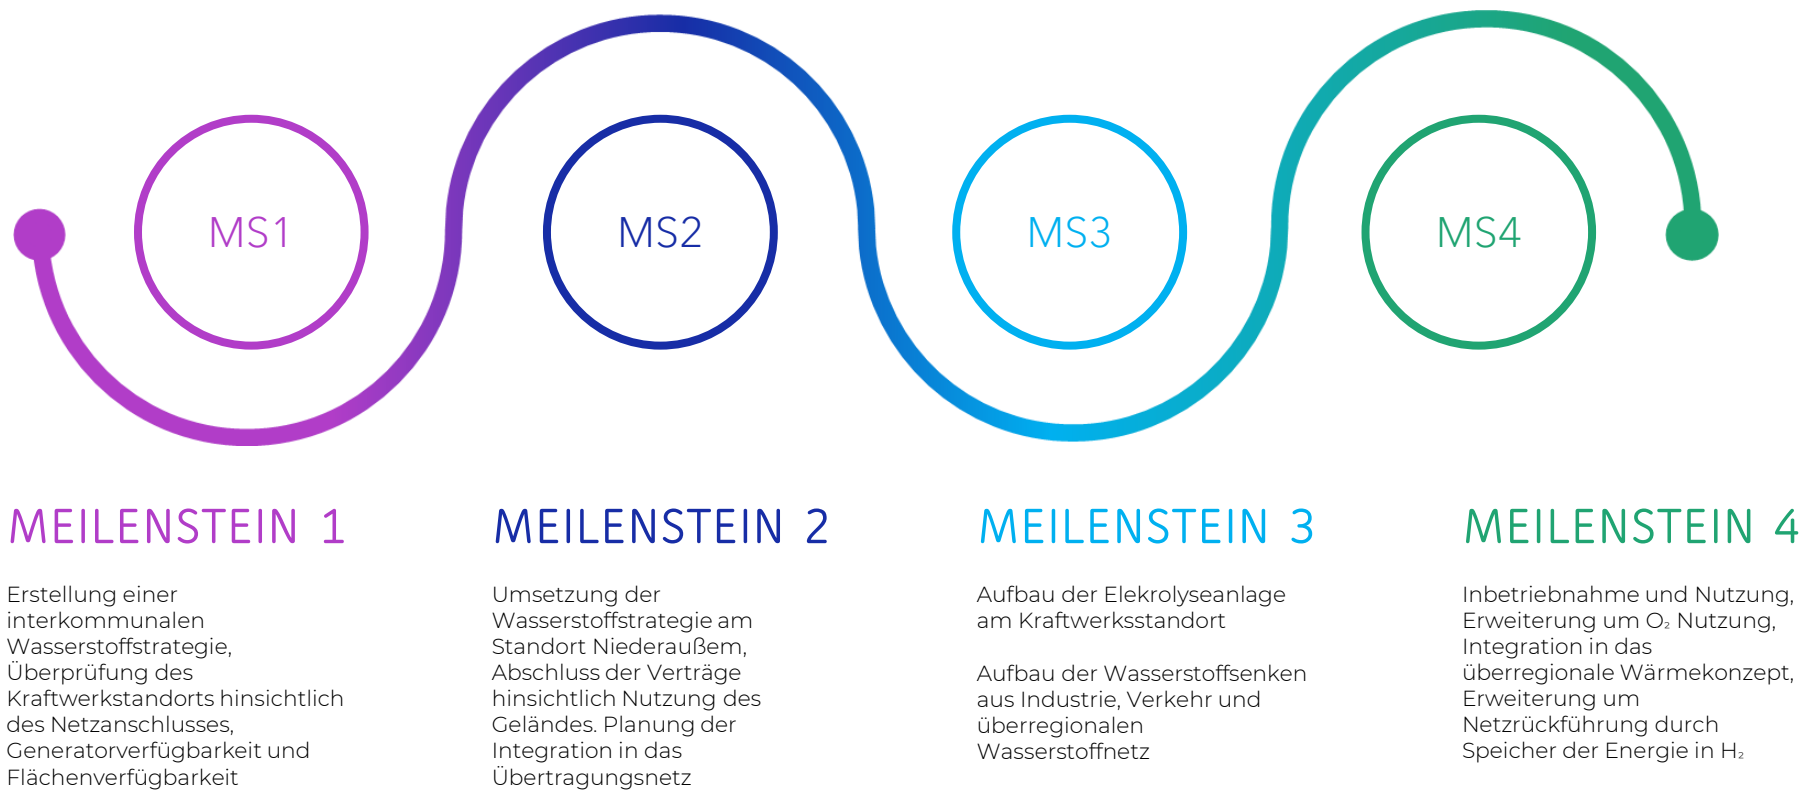 MS1
MS2
MS3
MS4
MEILENSTEIN 1
Erstellung einer
interkommunalen
Wasserstoffstrategie,
Überprüfung des
Kraftwerkstandorts hinsichtlich
des Netzanschlusses,
Generatorverfügbarkeit und
Flächenverfügbarkeit
MEILENSTEIN 2
Umsetzung der
Wasserstoffstrategie am
Standort Niederaußem,
Abschluss der Verträge
hinsichtlich Nutzung des
Geländes. Planung der
Integration in das
Übertragungsnetz
MEILENSTEIN 3
Aufbau der Elekrolyseanlage
am Kraftwerksstandort
Aufbau der Wasserstoffsenken
aus Industrie, Verkehr und
überregionalen
Wasserstoffnetz
MEILENSTEIN 4
Inbetriebnahme und Nutzung,
Erweiterung um O₂ Nutzung,
Integration in das
überregionale Wärmekonzept,
Erweiterung um
Netzrückführung durch
Speicher der Energie in H₂